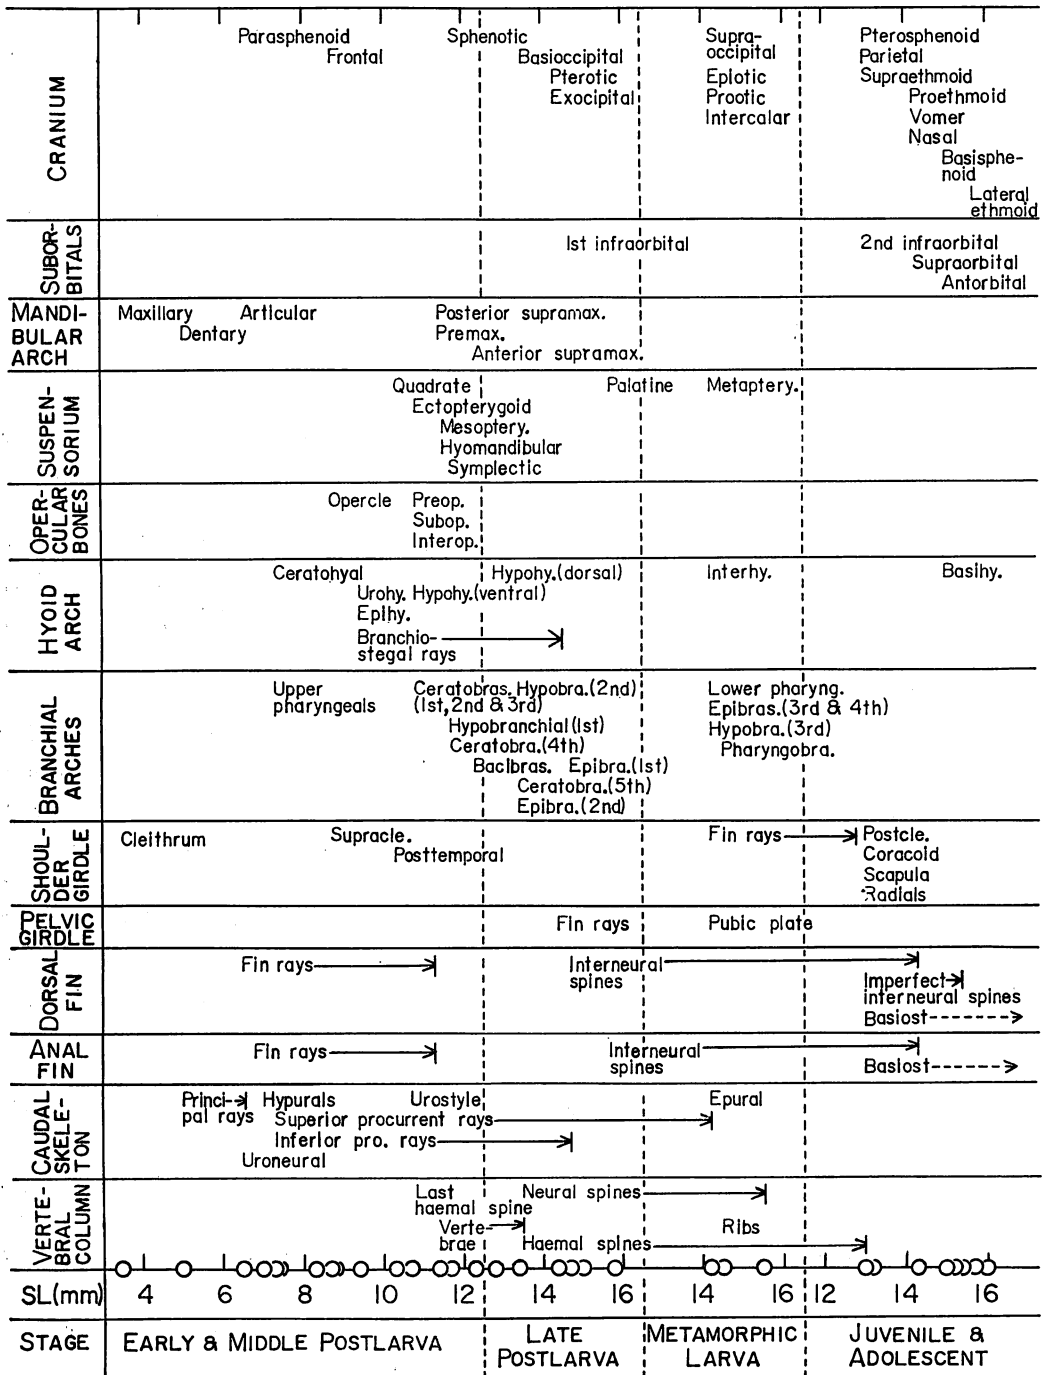 CRANIUM
Parasphenoid
Frontal
Sphenotic
Basioccipital
Pterotic
Exocipital
Supra-
occipital
Epiotic
Prootic
Intercalar
Pterosphenoid
Parietal
Supraethmoid
Proethmoid
Vomer
Nasal
Basisphe-
noid
Lateral
ethmoid
SUBOR-
BITALS
1st infraorbital
2nd infraorbital
Supraorbital
Antorbital
MANDI-
BULAR
ARCH
Maxillary
Dentary
Articular
Posterior supramax.
Premax.
Anterior supramax.
SUSPEN-
SORIUM
Quadrate
Ectopterygoid
Mesoptery.
Hyomandibular
Symplectic
Palatine
Metaptery.
OPER-
CULAR
BONES
Opercle
Preop.
Subop.
Interop.
HYOID
ARCH
Ceratohyal
Urohy. Hypohy.(ventral)
Epihy.
Branchio-
stegal rays
Hypohy.(dorsal)
Interhy.
Basihy.
BRANCHIAL
ARCHES
Upper
pharyngeals
Ceratobras. Hypobra.(2nd)
(1st, 2nd & 3rd)
Hypobranchial(1st)
Ceratobra.(4th)
Bacibras. Epibra.(1st)
Ceratobra.(5th)
Epibra.(2nd)
Lower pharyng.
Epibras.(3rd & 4th)
Hypobra.(3rd)
Pharyngobra.
SHOUL-
DER
GIRDLE
Cleithrum
Supracle.
Posttemporal
Fin rays
Postcle.
Coracoid
Scapula
Radials
PELVIC
GIRDLE
Fin rays
Pubic plate
DORSAL
FIN
Fin rays
Interneural
spines
Imperfect
interneural spines
Basiost
ANAL
FIN
Fin rays
Interneural
spines
Basiost
CAUDAL
SKELE-
TON
Princi-
pal rays
Hypurals
Urostyle
Epural
Superior procurrent rays
Inferior pro. rays
Uroneural
VERTE-
BRAL
COLUMN
Last
haemal spine
Verte-
brae
Neural spines
Haemal spines
Ribs
SL(mm) 4 6 8 10 12 14 16 14 16 12 14 16
STAGE
EARLY & MIDDLE POSTLARVA
LATE
POSTLARVA
METAMORPHIC
LARVA
JUVENILE &
ADOLESCENT